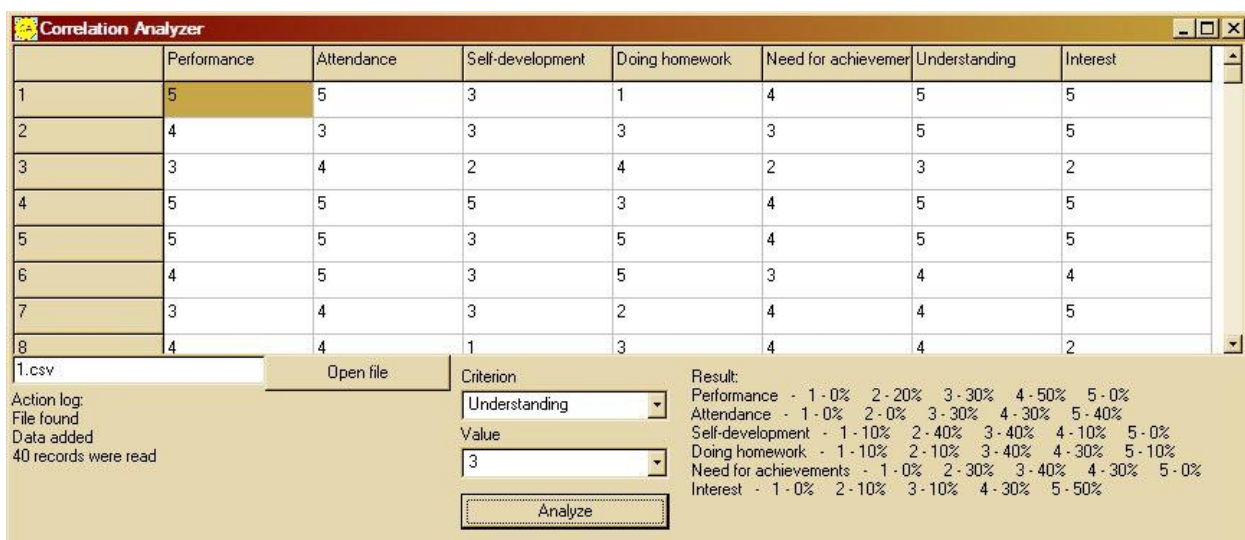 Correlation Analyzer
Performance Attendance Self-development Doing homework Need for achievemer Understanding Interest
1 5 5 3 1 4 5 5
2 4 3 3 3 3 5 5
3 3 4 2 4 2 3 2
4 5 5 5 3 4 5 5
5 5 5 3 5 4 5 5
6 4 5 3 5 3 4 4
7 3 4 3 2 4 4 5
8 4 4 1 3 4 4 2
1.csv Open file
Action log:
File found
Data added
40 records were read
Criterion
Understanding
Value
3
Analyze
Result:
Performance - 1 - 0% 2 - 20% 3 - 30% 4 - 50% 5 - 0%
Attendance - 1 - 0% 2 - 0% 3 - 30% 4 - 30% 5 - 40%
Self-development - 1 - 10% 2 - 40% 3 - 40% 4 - 10% 5 - 0%
Doing homework - 1 - 10% 2 - 10% 3 - 40% 4 - 30% 5 - 10%
Need for achievements - 1 - 0% 2 - 30% 3 - 40% 4 - 30% 5 - 0%
Interest - 1 - 0% 2 - 10% 3 - 10% 4 - 30% 5 - 50%